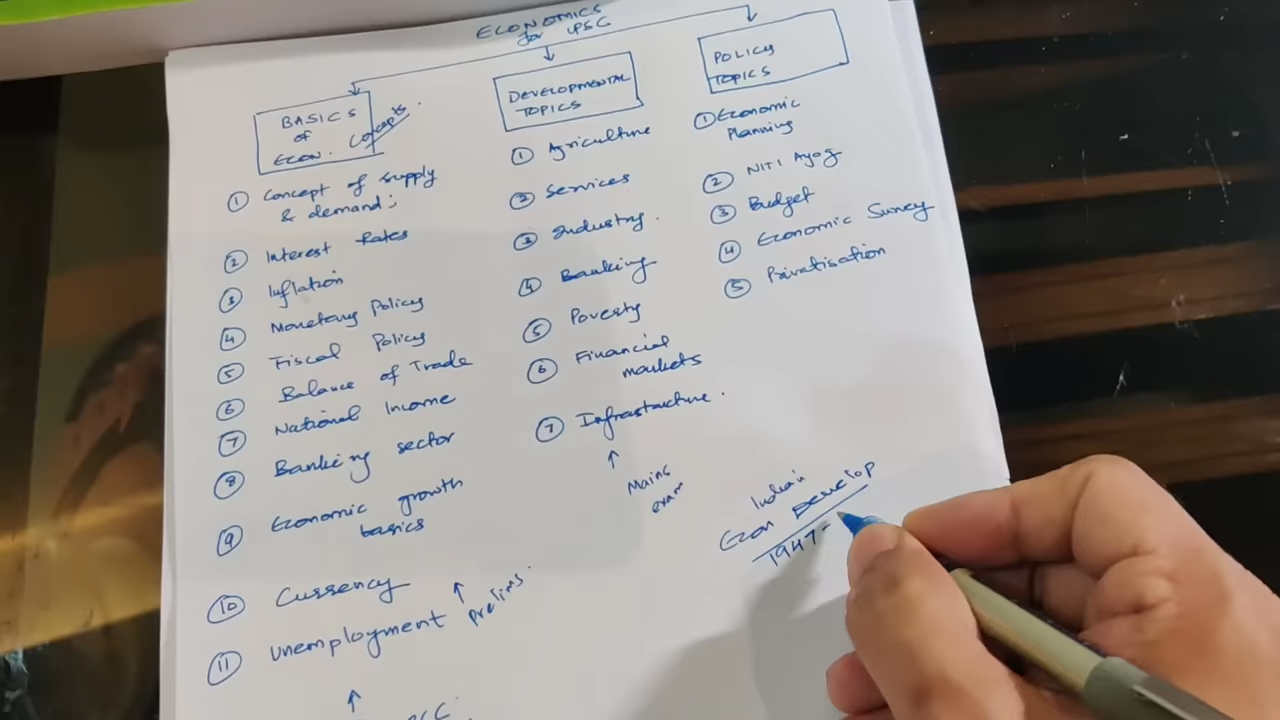 ECONOMICS
for UPSC
BASICS
of
ECON. Concepts.
① Concept of supply
& demand;
② Interest Rates
③ Inflation
④ Monetary Policy
⑤ Fiscal Policy
⑥ Balance of Trade
⑦ National Income
⑧ Banking sector
⑨ Economic growth
basics
⑩ Currency
⑪ Unemployment
↑ prelims.
↑
DEVELOPMENTAL
TOPICS
① Agriculture
② Services
③ Industry.
④ Banking
⑤ Poverty
⑥ Financial
markets
⑦ Infrastructure.
↑
Mains
exam
POLICY
TOPICS
① Economic
Planning
② NITI Ayog
③ Budget
④ Economic Survey
⑤ Privatisation
Indian
Econ Develop
1947-